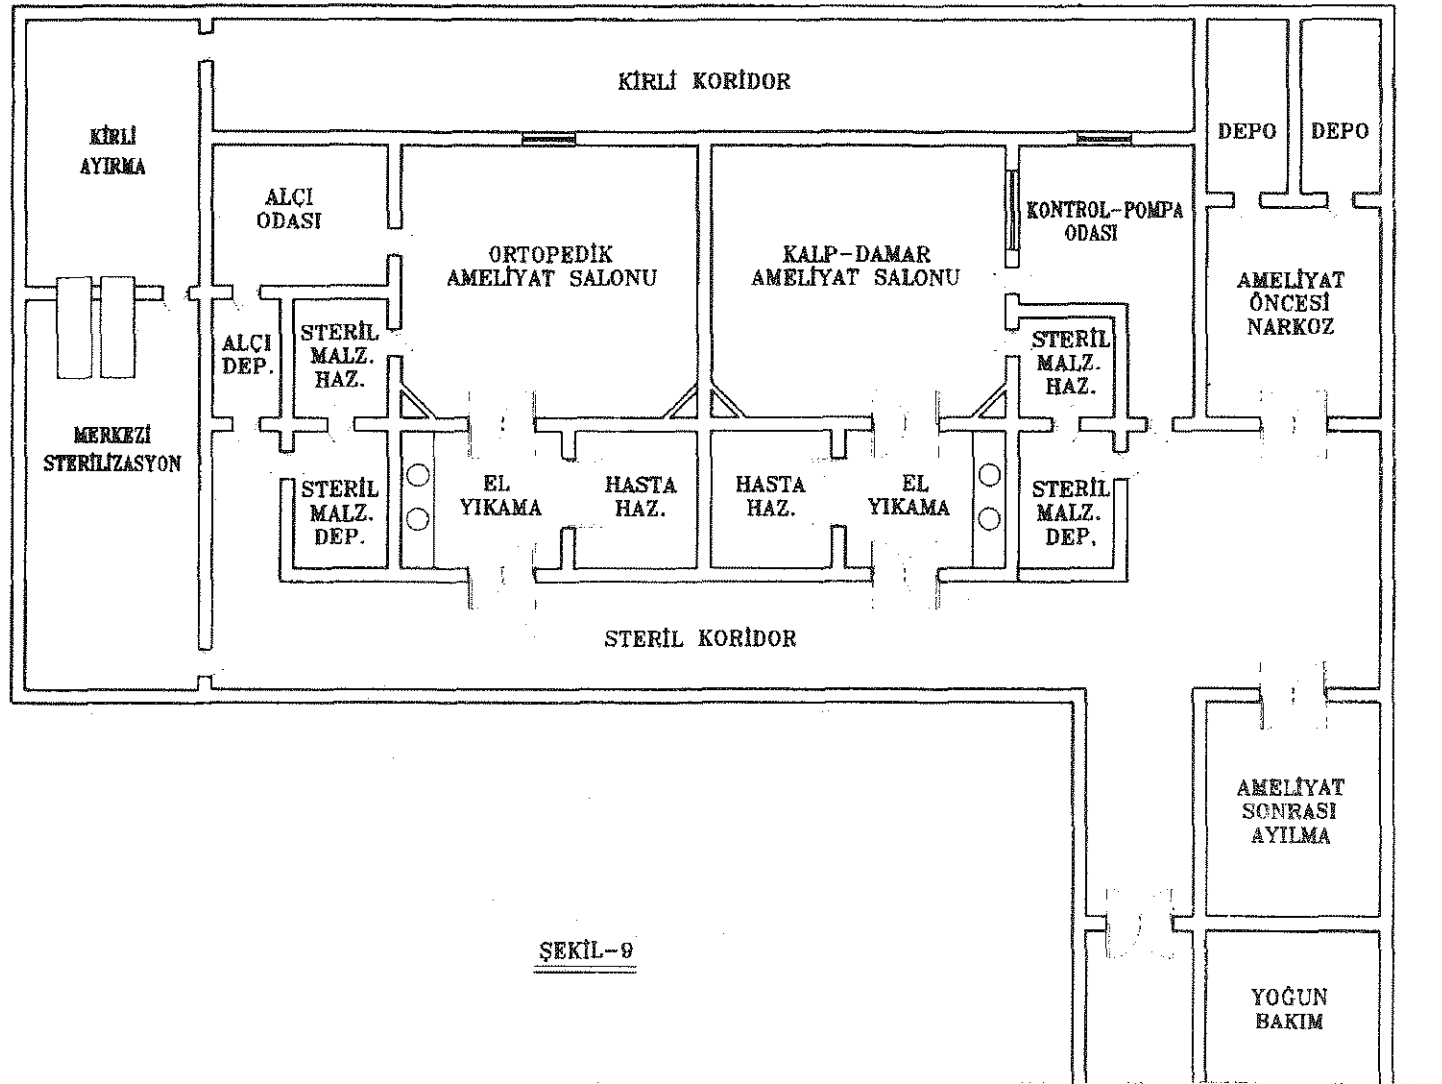 KİRLİ KORİDOR
KİRLİ
AYIRMA
DEPO
DEPO
ALÇI
ODASI
KONTROL-POMPA
ODASI
ORTOPEDİK
AMELİYAT SALONU
KALP-DAMAR
AMELİYAT SALONU
AMELİYAT
ÖNCESİ
NARKOZ
ALÇI
DEP.
STERİL
MALZ.
HAZ.
STERİL
MALZ.
HAZ.
MERKEZİ
STERİLİZASYON
STERİL
MALZ.
DEP.
EL
YIKAMA
HASTA
HAZ.
HASTA
HAZ.
EL
YIKAMA
STERİL
MALZ.
DEP.
STERİL KORİDOR
AMELİYAT
SONRASI
AYILMA
ŞEKİL-9
YOĞUN
BAKIM